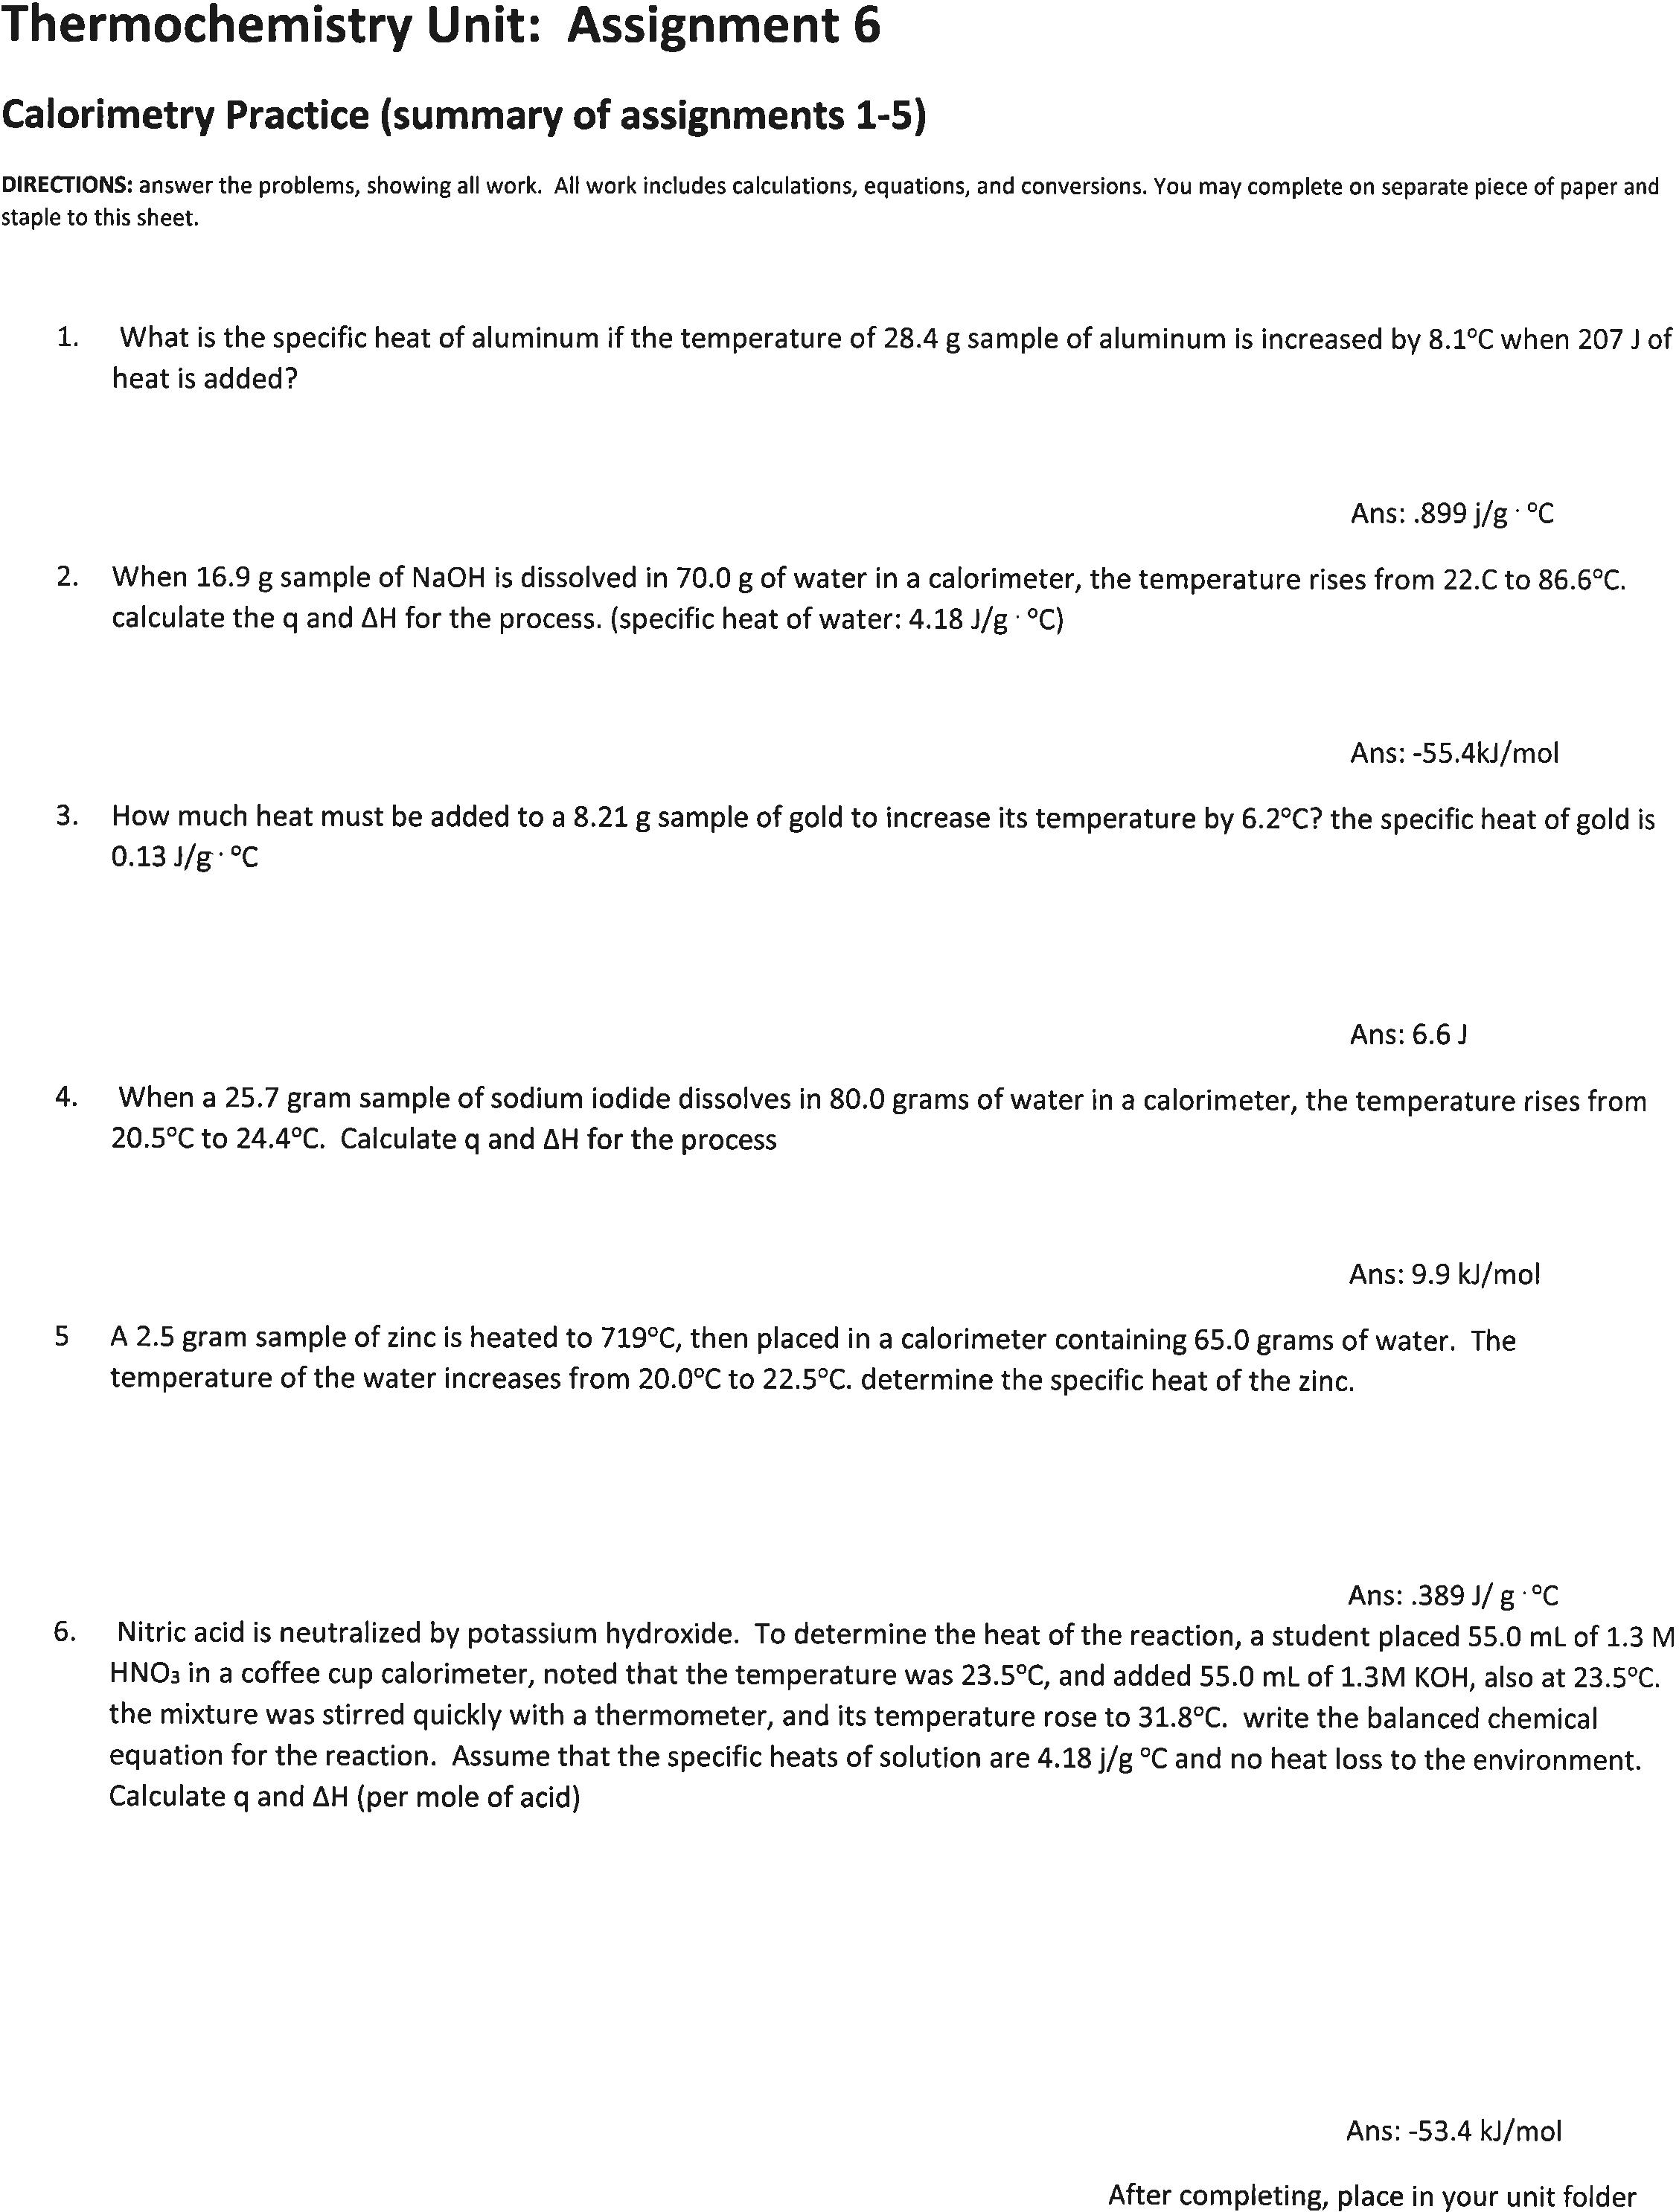 Thermochemistry Unit:  Assignment 6
Calorimetry Practice (summary of assignments 1-5)
DIRECTIONS: answer the problems, showing all work.  All work includes calculations, equations, and conversions. You may complete on separate piece of paper and
staple to this sheet.
1. What is the specific heat of aluminum if the temperature of 28.4 g sample of aluminum is increased by 8.1°C when 207 J of
heat is added?
Ans: .899 j/g · °C
2. When 16.9 g sample of NaOH is dissolved in 70.0 g of water in a calorimeter, the temperature rises from 22.C to 86.6°C.
calculate the q and ΔH for the process. (specific heat of water: 4.18 J/g · °C)
Ans: -55.4kJ/mol
3. How much heat must be added to a 8.21 g sample of gold to increase its temperature by 6.2°C? the specific heat of gold is
0.13 J/g · °C
Ans: 6.6 J
4. When a 25.7 gram sample of sodium iodide dissolves in 80.0 grams of water in a calorimeter, the temperature rises from
20.5°C to 24.4°C.  Calculate q and ΔH for the process
Ans: 9.9 kJ/mol
5 A 2.5 gram sample of zinc is heated to 719°C, then placed in a calorimeter containing 65.0 grams of water.  The
temperature of the water increases from 20.0°C to 22.5°C. determine the specific heat of the zinc.
Ans: .389 J/ g · °C
6. Nitric acid is neutralized by potassium hydroxide.  To determine the heat of the reaction, a student placed 55.0 mL of 1.3 M
HNO₃ in a coffee cup calorimeter, noted that the temperature was 23.5°C, and added 55.0 mL of 1.3M KOH, also at 23.5°C.
the mixture was stirred quickly with a thermometer, and its temperature rose to 31.8°C.  write the balanced chemical
equation for the reaction.  Assume that the specific heats of solution are 4.18 j/g °C and no heat loss to the environment.
Calculate q and ΔH (per mole of acid)
Ans: -53.4 kJ/mol
After completing, place in your unit folder